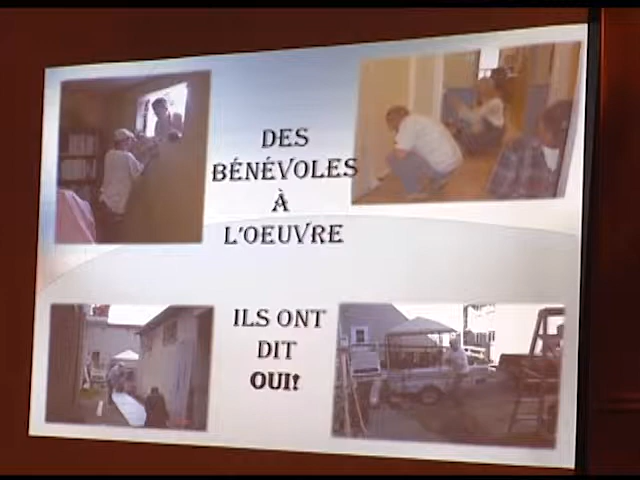 DES
BÉNÉVOLES
À
L'OEUVRE
ILS ONT
DIT
OUI!